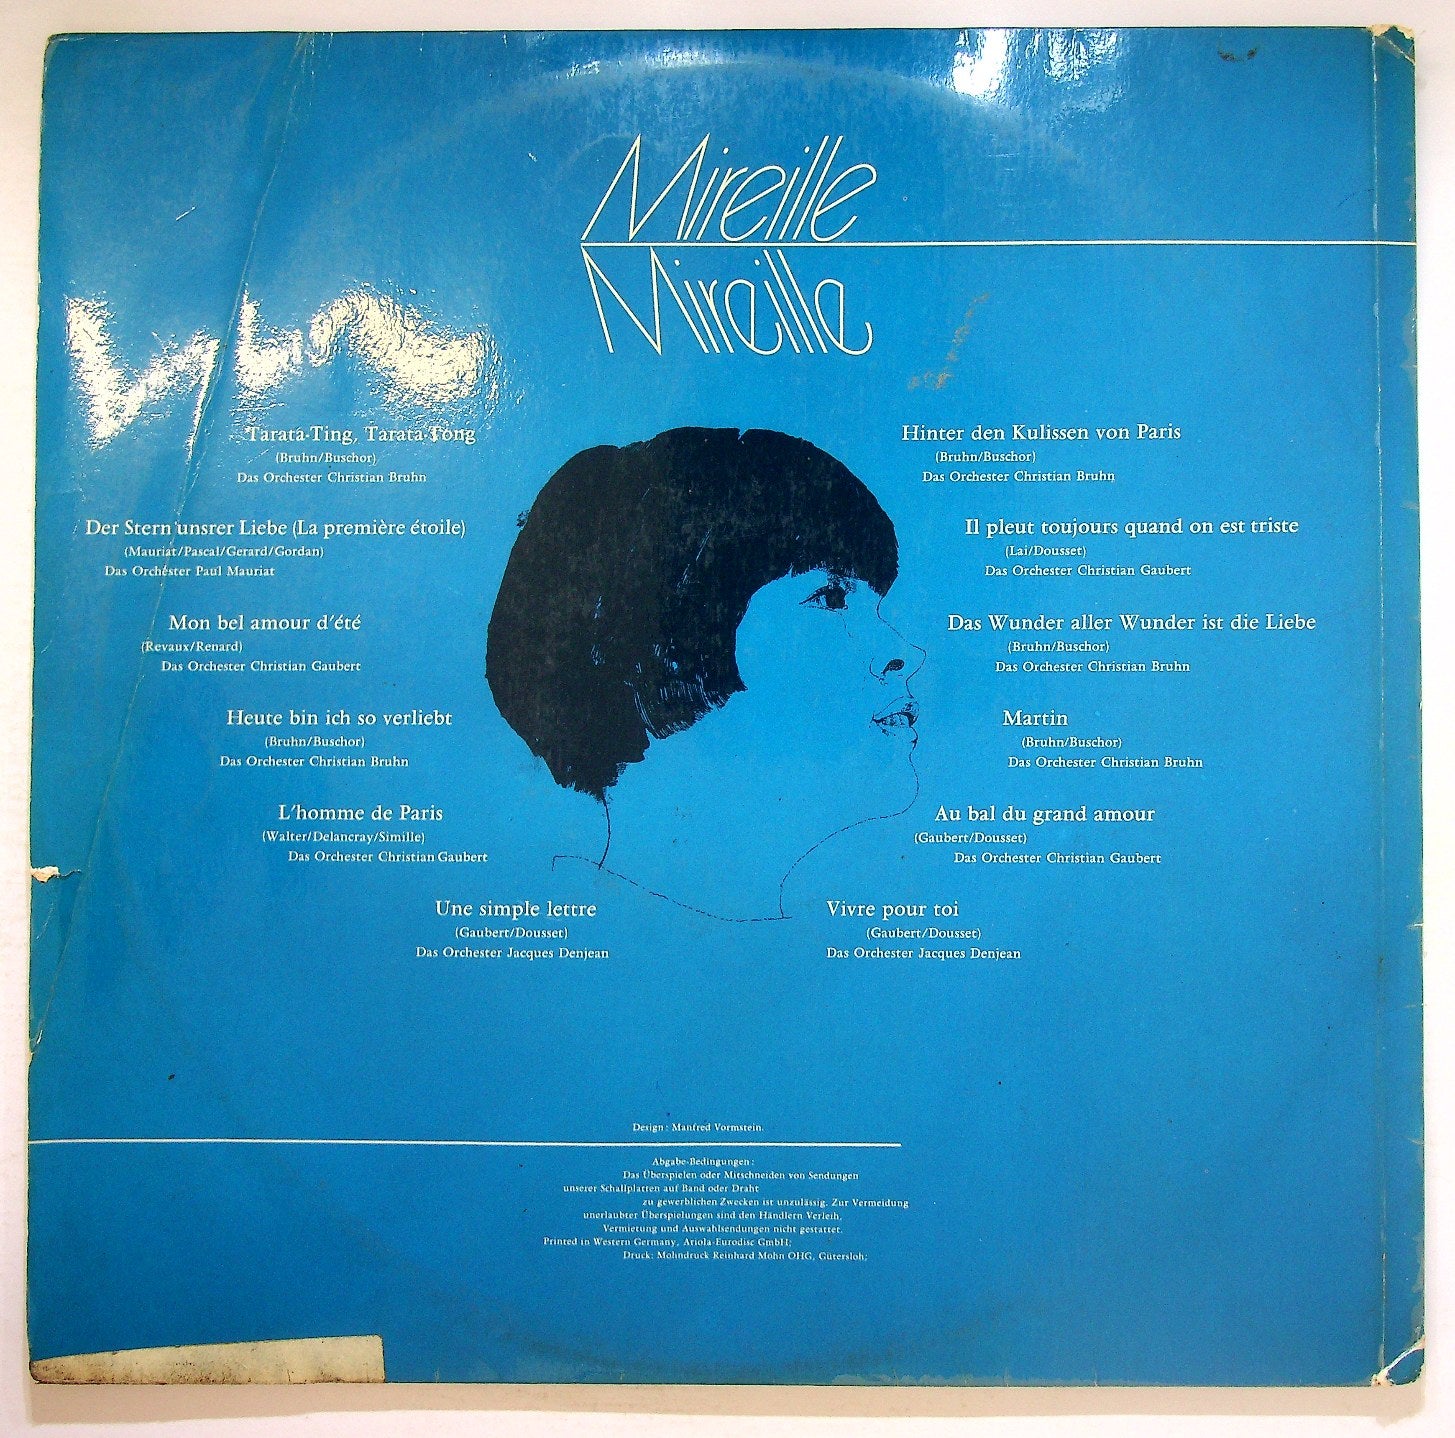 Mireille
Mireille
Tarata-Ting, Tarata-Tong
(Bruhn/Buschor)
Das Orchester Christian Bruhn
Der Stern unsrer Liebe (La première étoile)
(Mauriat/Pascal/Gerard/Gordan)
Das Orchester Paul Mauriat
Mon bel amour d'été
(Revaux/Renard)
Das Orchester Christian Gaubert
Heute bin ich so verliebt
(Bruhn/Buschor)
Das Orchester Christian Bruhn
L'homme de Paris
(Walter/Delancray/Simille)
Das Orchester Christian Gaubert
Une simple lettre
(Gaubert/Dousset)
Das Orchester Jacques Denjean
Hinter den Kulissen von Paris
(Bruhn/Buschor)
Das Orchester Christian Bruhn
Il pleut toujours quand on est triste
(Lai/Dousset)
Das Orchester Christian Gaubert
Das Wunder aller Wunder ist die Liebe
(Bruhn/Buschor)
Das Orchester Christian Bruhn
Martin
(Bruhn/Buschor)
Das Orchester Christian Bruhn
Au bal du grand amour
(Gaubert/Dousset)
Das Orchester Christian Gaubert
Vivre pour toi
(Gaubert/Dousset)
Das Orchester Jacques Denjean
Design: Manfred Vormstein.
Abgabe-Bedingungen:
Das Überspielen oder Mitschneiden von Sendungen
unserer Schallplatten auf Band oder Draht
zu gewerblichen Zwecken ist unzulässig. Zur Vermeidung
unerlaubter Überspielungen sind den Händlern Verleih,
Vermietung und Auswahlsendungen nicht gestattet.
Printed in Western Germany, Ariola-Eurodisc GmbH;
Druck: Mohndruck Reinhard Mohn OHG, Gütersloh;